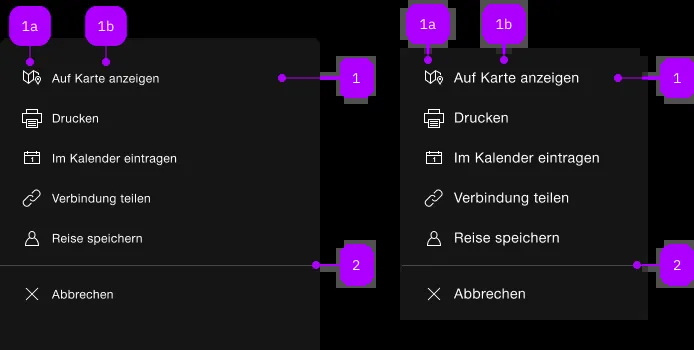 1a 1b 1a 1b
Auf Karte anzeigen 1 Auf Karte anzeigen 1
Drucken Drucken
Im Kalender eintragen Im Kalender eintragen
Verbindung teilen Verbindung teilen
Reise speichern Reise speichern
2 2
Abbrechen Abbrechen